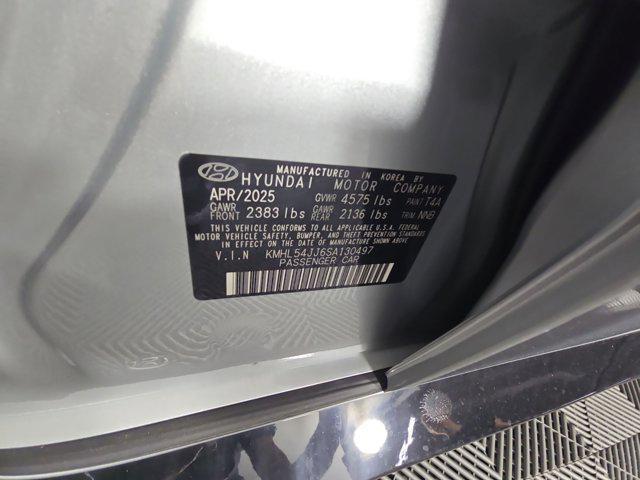 MANUFACTURED IN KOREA BY
HYUNDAI MOTOR COMPANY
APR/2025 GVWR 4575 lbs PAINT T4A
GAWR FRONT 2383 lbs GAWR REAR 2136 lbs TRIM NNB
THIS VEHICLE CONFORMS TO ALL APPLICABLE U.S.A. FEDERAL
MOTOR VEHICLE SAFETY, BUMPER, AND THEFT PREVENTION STANDARDS
IN EFFECT ON THE DATE OF MANUFACTURE SHOWN ABOVE.
V.I.N KMHL54JJ6SA130497
PASSENGER CAR